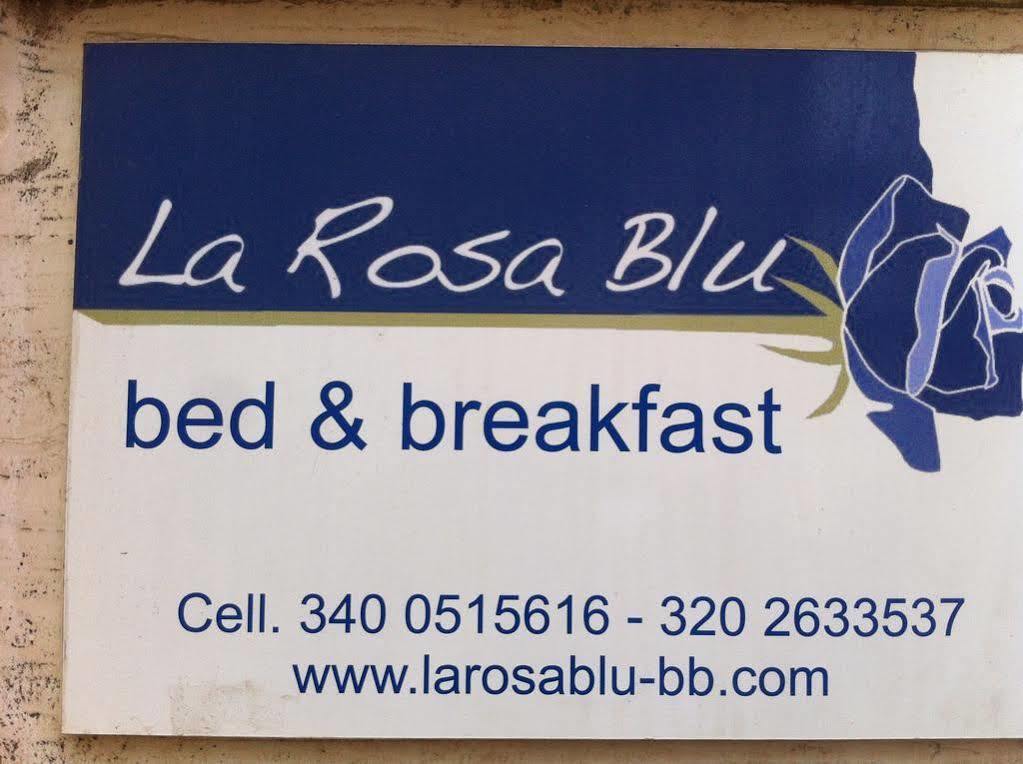 La Rosa Blu
bed & breakfast
Cell. 340 0515616 - 320 2633537
www.larosablu-bb.com